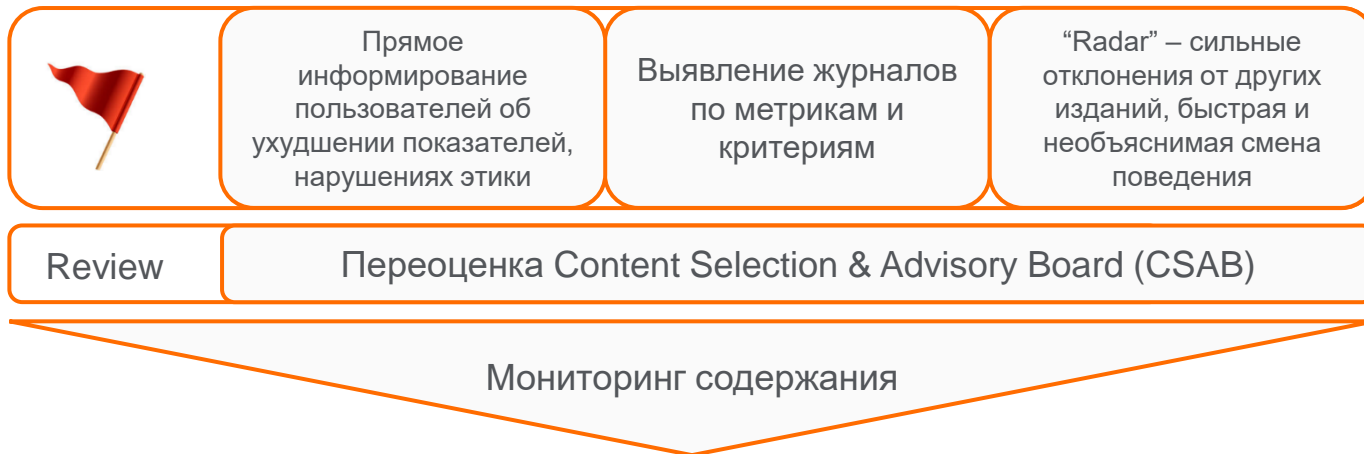 Прямое
информирование
пользователей об
ухудшении показателей,
нарушениях этики
Выявление журналов
по метрикам и
критериям
“Radar” – сильные
отклонения от других
изданий, быстрая и
необъяснимая смена
поведения
Review
Переоценка Content Selection & Advisory Board (CSAB)
Мониторинг содержания